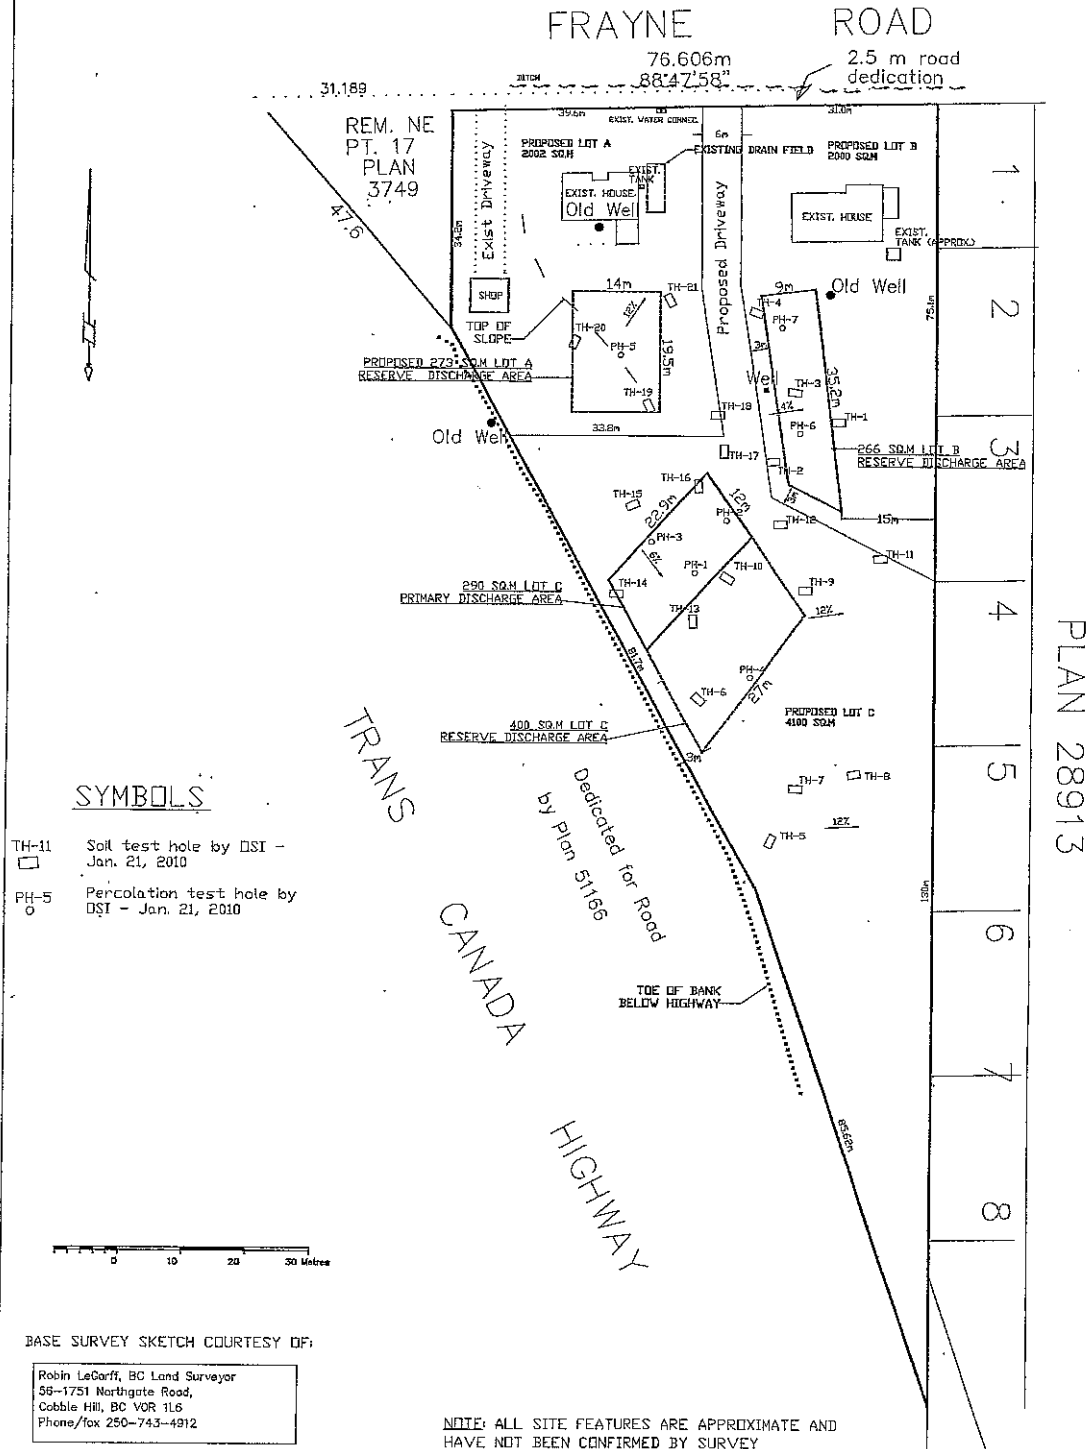 FRAYNE ROAD
76.606m
88°47'58"
2.5 m road
dedication
DITCH
31.189
39.6m
31.0m
EXIST. WATER CONNEC.
REM. NE
PT. 17
PLAN
3749
47.6
34.2m
Exist Driveway
PROPOSED LOT A
2002 SQ.M
6m
EXISTING DRAIN FIELD
PROPOSED LOT B
2000 SQ.M
EXIST.
TANK
EXIST. HOUSE
Old Well
Proposed Driveway
EXIST. HOUSE
EXIST.
TANK (APPROX.)
1
SHOP
14m
TH-21
12%
9m
TH-4
PH-7
Old Well
75.1m
2
TOP OF
SLOPE
TH-20
PH-5
19.5m
3m
PROPOSED 273 SQ.M LOT A
RESERVE DISCHARGE AREA
TH-19
Well
TH-3
35.2m
4%
TH-18
TH-1
PH-6
Old Well
33.8m
3
266 SQ.M LOT B
RESERVE DISCHARGE AREA
TH-17
TH-2
TH-16
3m
TH-15
22.9m
12m
PH-2
TH-12
15m
PH-3
6%
PH-1
TH-10
TH-11
290 SQ.M LOT C
PRIMARY DISCHARGE AREA
TH-14
TH-9
TH-13
12%
4
81.7m
PH-4
27m
TH-6
PROPOSED LOT C
4100 SQ.M
400 SQ.M LOT C
RESERVE DISCHARGE AREA
3m
PLAN 28913
TH-7
TH-8
5
TH-5
12%
Dedicated for Road
by Plan 51166
TRANS
CANADA
HIGHWAY
130m
6
TOE OF BANK
BELOW HIGHWAY
7
85.62m
8
SYMBOLS
TH-11 Soil test hole by DSI -
Jan. 21, 2010
PH-5 Percolation test hole by
DSI - Jan. 21, 2010
0 10 20 30 Metres
BASE SURVEY SKETCH COURTESY OF:
Robin LeGarff, BC Land Surveyor
56-1751 Northgate Road,
Cobble Hill, BC V0R 1L6
Phone/fax 250-743-4912
NOTE: ALL SITE FEATURES ARE APPROXIMATE AND
HAVE NOT BEEN CONFIRMED BY SURVEY